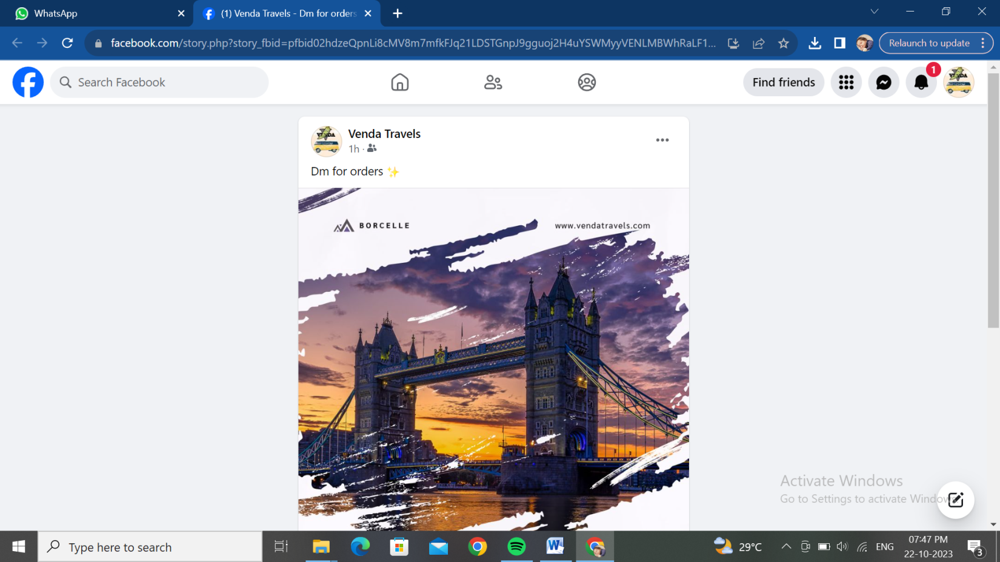 WhatsApp
(1) Venda Travels - Dm for orders
facebook.com/story.php?story_fbid=pfbid02hdzeQpnLi8cMV8m7mfkFJq21LDSTGnpJ9gguoj2H4uYSWMyyVENLMBWhRaLF1...
Relaunch to update
Search Facebook
Find friends
1
VENDA
Venda Travels
1h ·
Dm for orders ✨
BORCELLE
www.vendatravels.com
Activate Windows
Go to Settings to activate Windows.
Type here to search
29°C
ENG
07:47 PM
22-10-2023
3